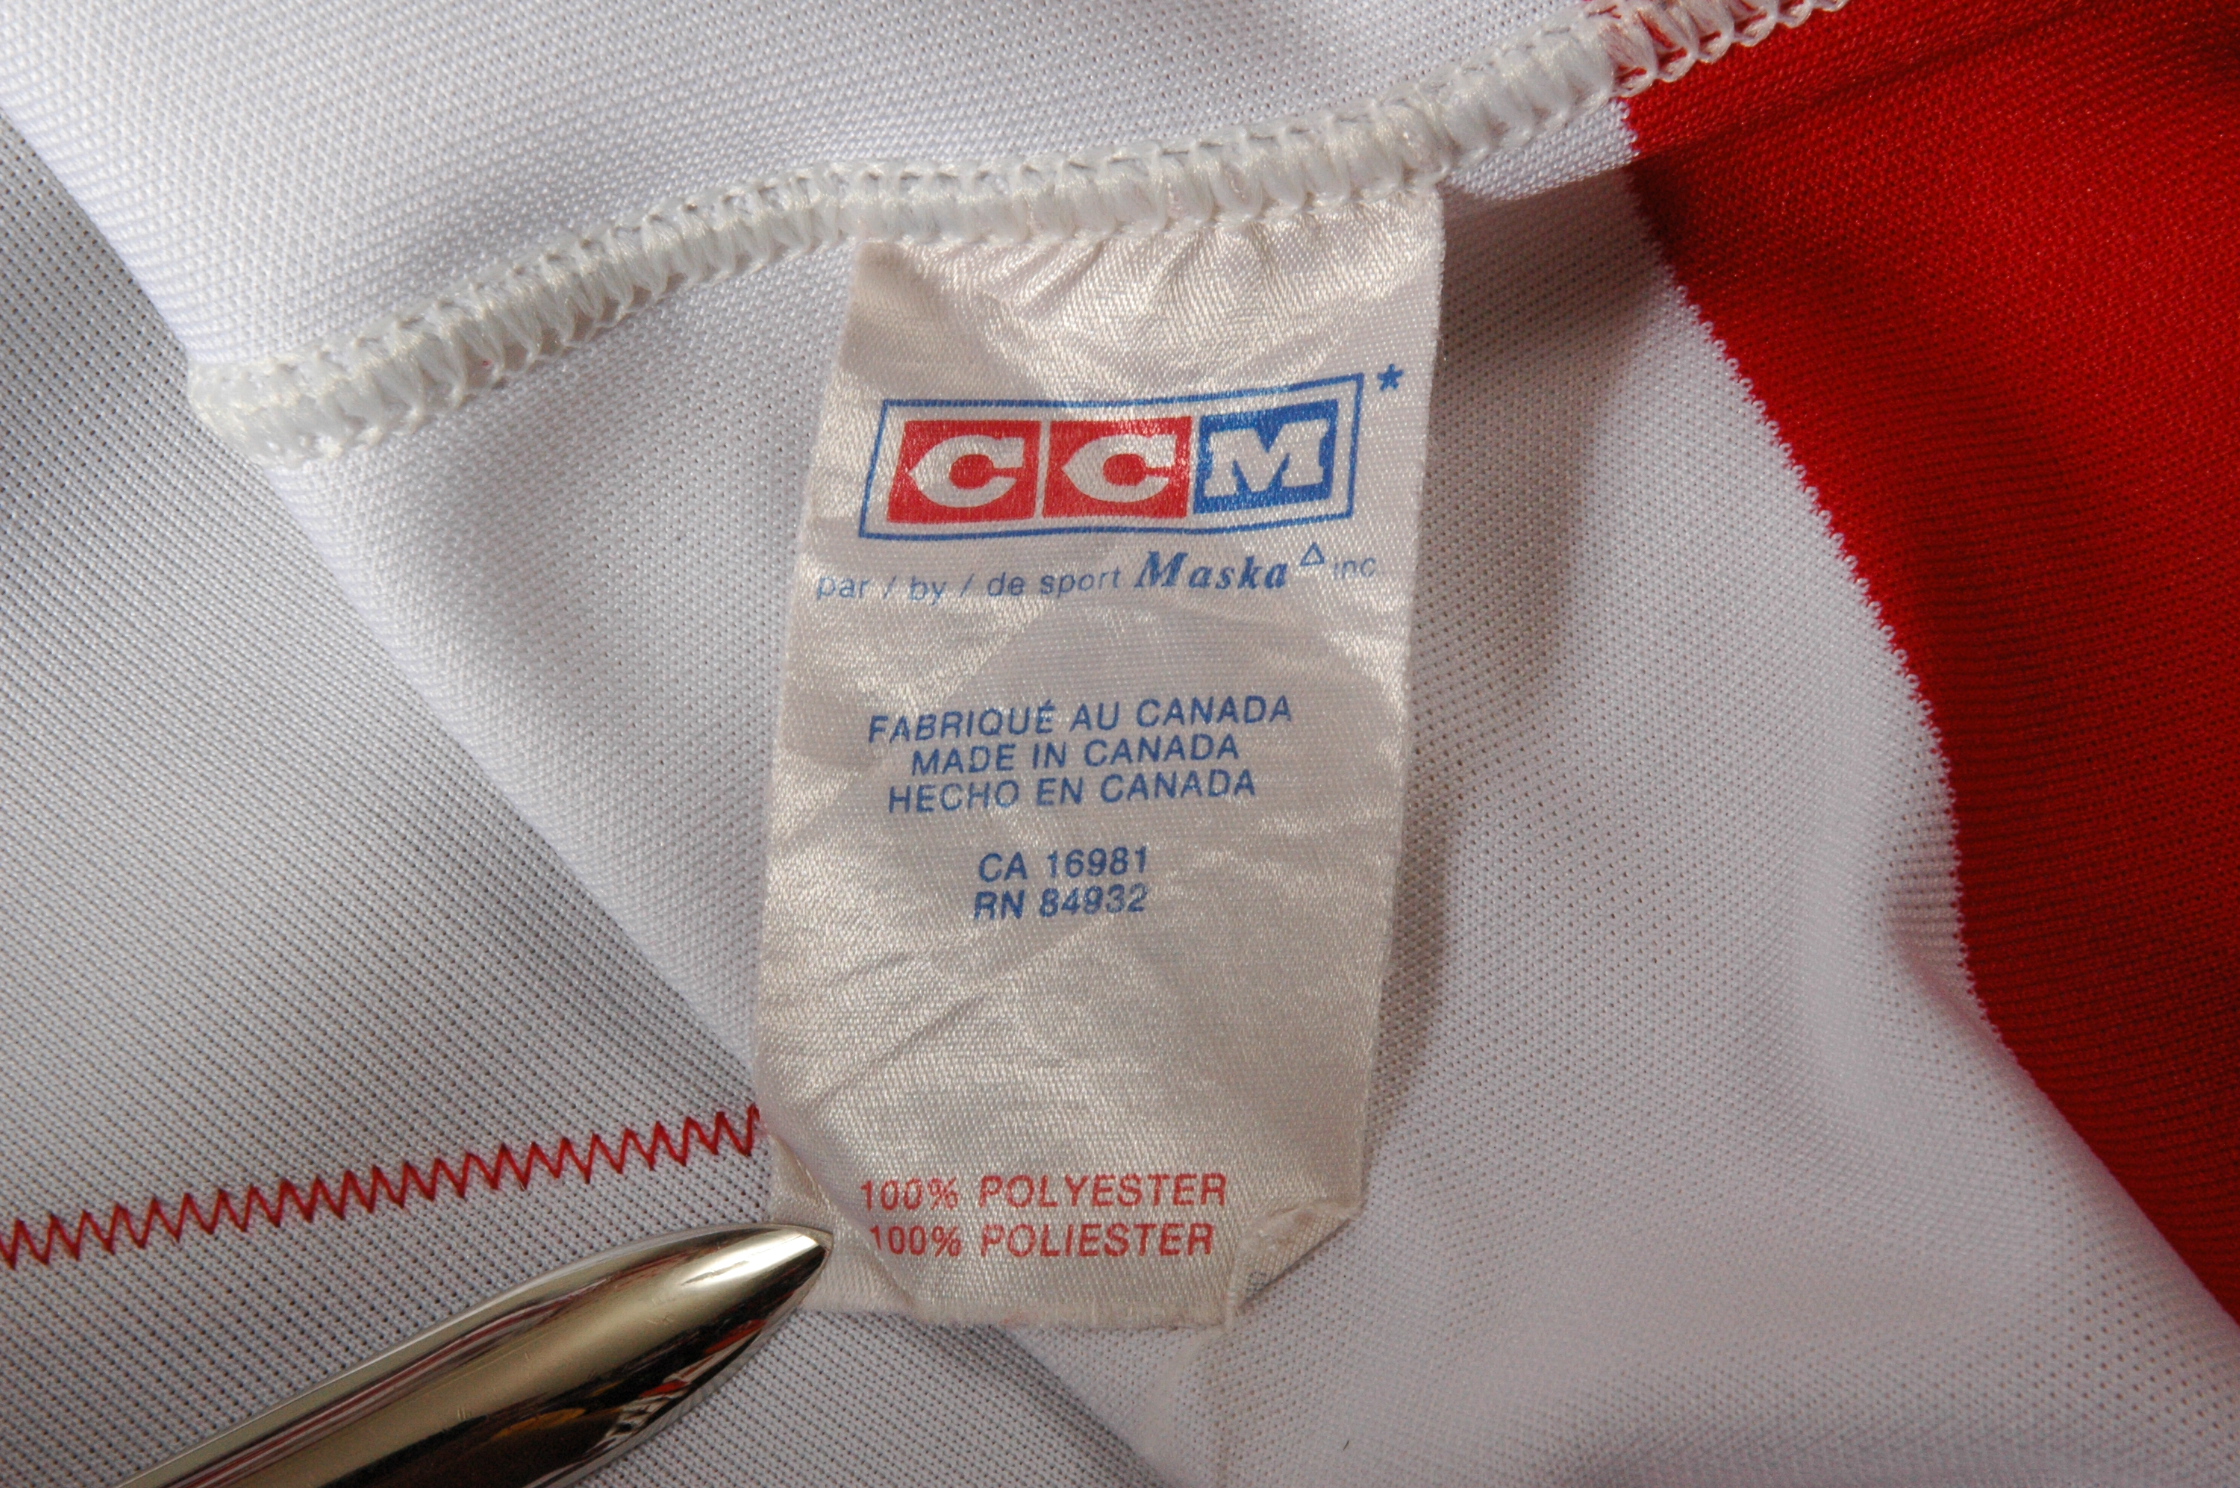 CCM*
par / by / de sport Maska Δ inc
FABRIQUÉ AU CANADA
MADE IN CANADA
HECHO EN CANADA
CA 16981
RN 84932
100% POLYESTER
100% POLIESTER